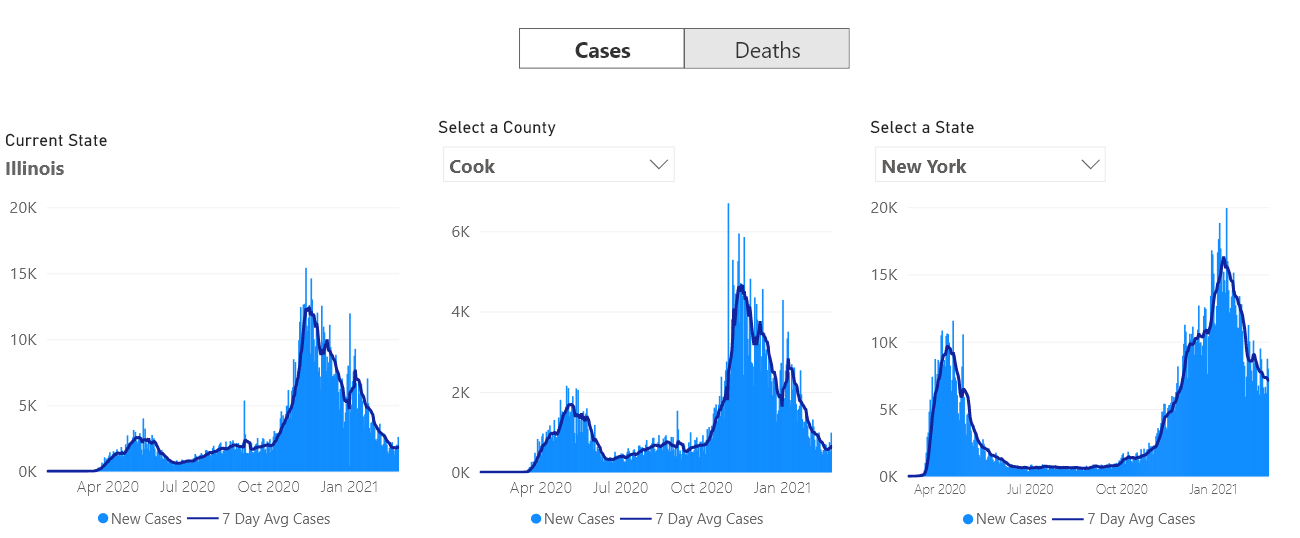 Cases Deaths
Current State
Illinois
20K
15K
10K
5K
0K
Apr 2020 Jul 2020 Oct 2020 Jan 2021
New Cases 7 Day Avg Cases
Select a County
Cook
6K
4K
2K
0K
Apr 2020 Jul 2020 Oct 2020 Jan 2021
New Cases 7 Day Avg Cases
Select a State
New York
20K
15K
10K
5K
0K
Apr 2020 Jul 2020 Oct 2020 Jan 2021
New Cases 7 Day Avg Cases